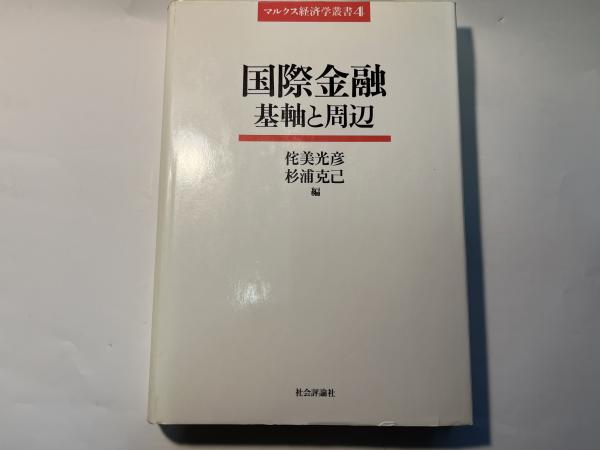 マルクス経済学叢書4
国際金融
基軸と周辺
侘美光彦
杉浦克己
編
社会評論社